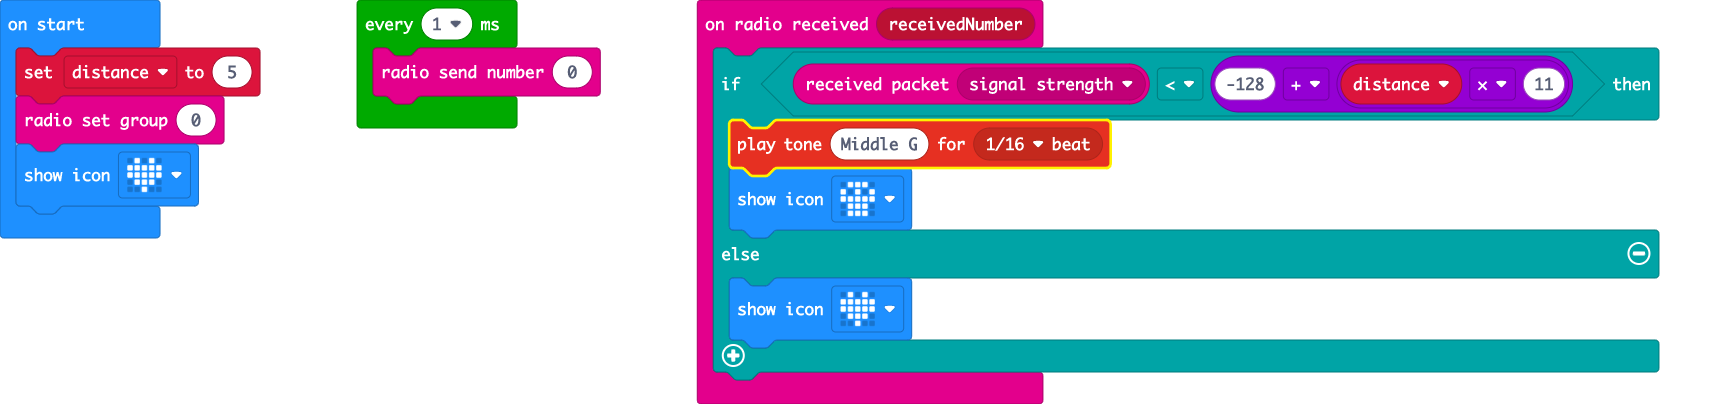 on start
set distance to 5
radio set group 0
show icon
every 1 ms
radio send number 0
on radio received receivedNumber
if received packet signal strength < -128 + distance × 11 then
play tone Middle G for 1/16 beat
show icon
else
show icon